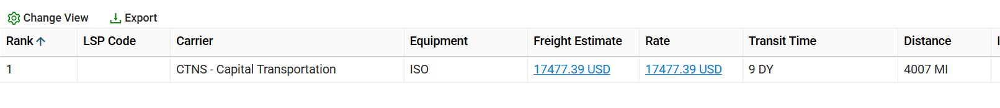 Change View Export
Rank LSP Code Carrier Equipment Freight Estimate Rate Transit Time Distance
1 CTNS - Capital Transportation ISO 17477.39 USD 17477.39 USD 9 DY 4007 MI